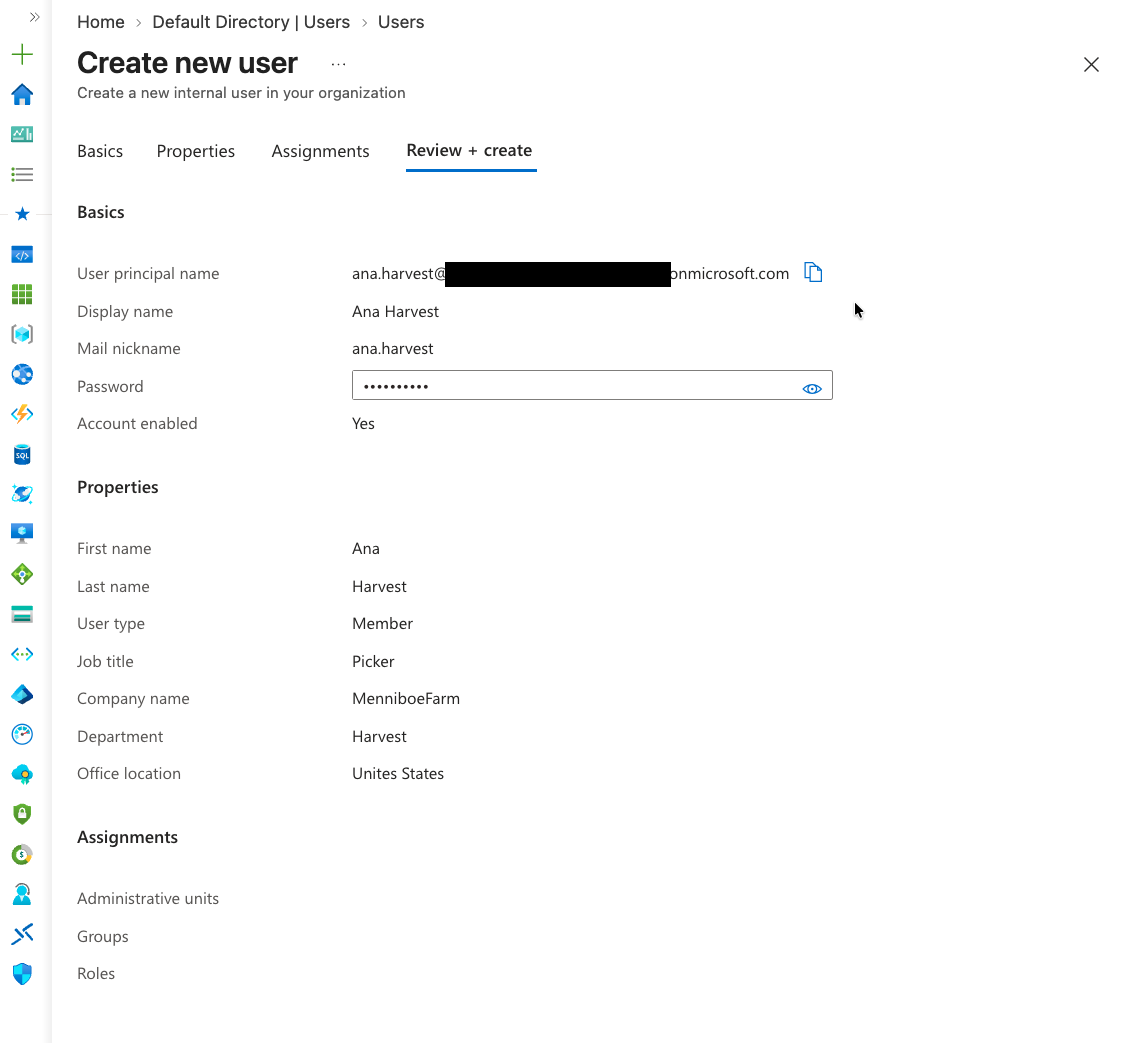 Home > Default Directory | Users > Users
Create new user ...
Create a new internal user in your organization
Basics Properties Assignments Review + create
Basics
User principal name ana.harvest@ onmicrosoft.com
Display name Ana Harvest
Mail nickname ana.harvest
Password ••••••••••
Account enabled Yes
Properties
First name Ana
Last name Harvest
User type Member
Job title Picker
Company name MenniboeFarm
Department Harvest
Office location Unites States
SQL
Assignments
Administrative units
Groups
Roles